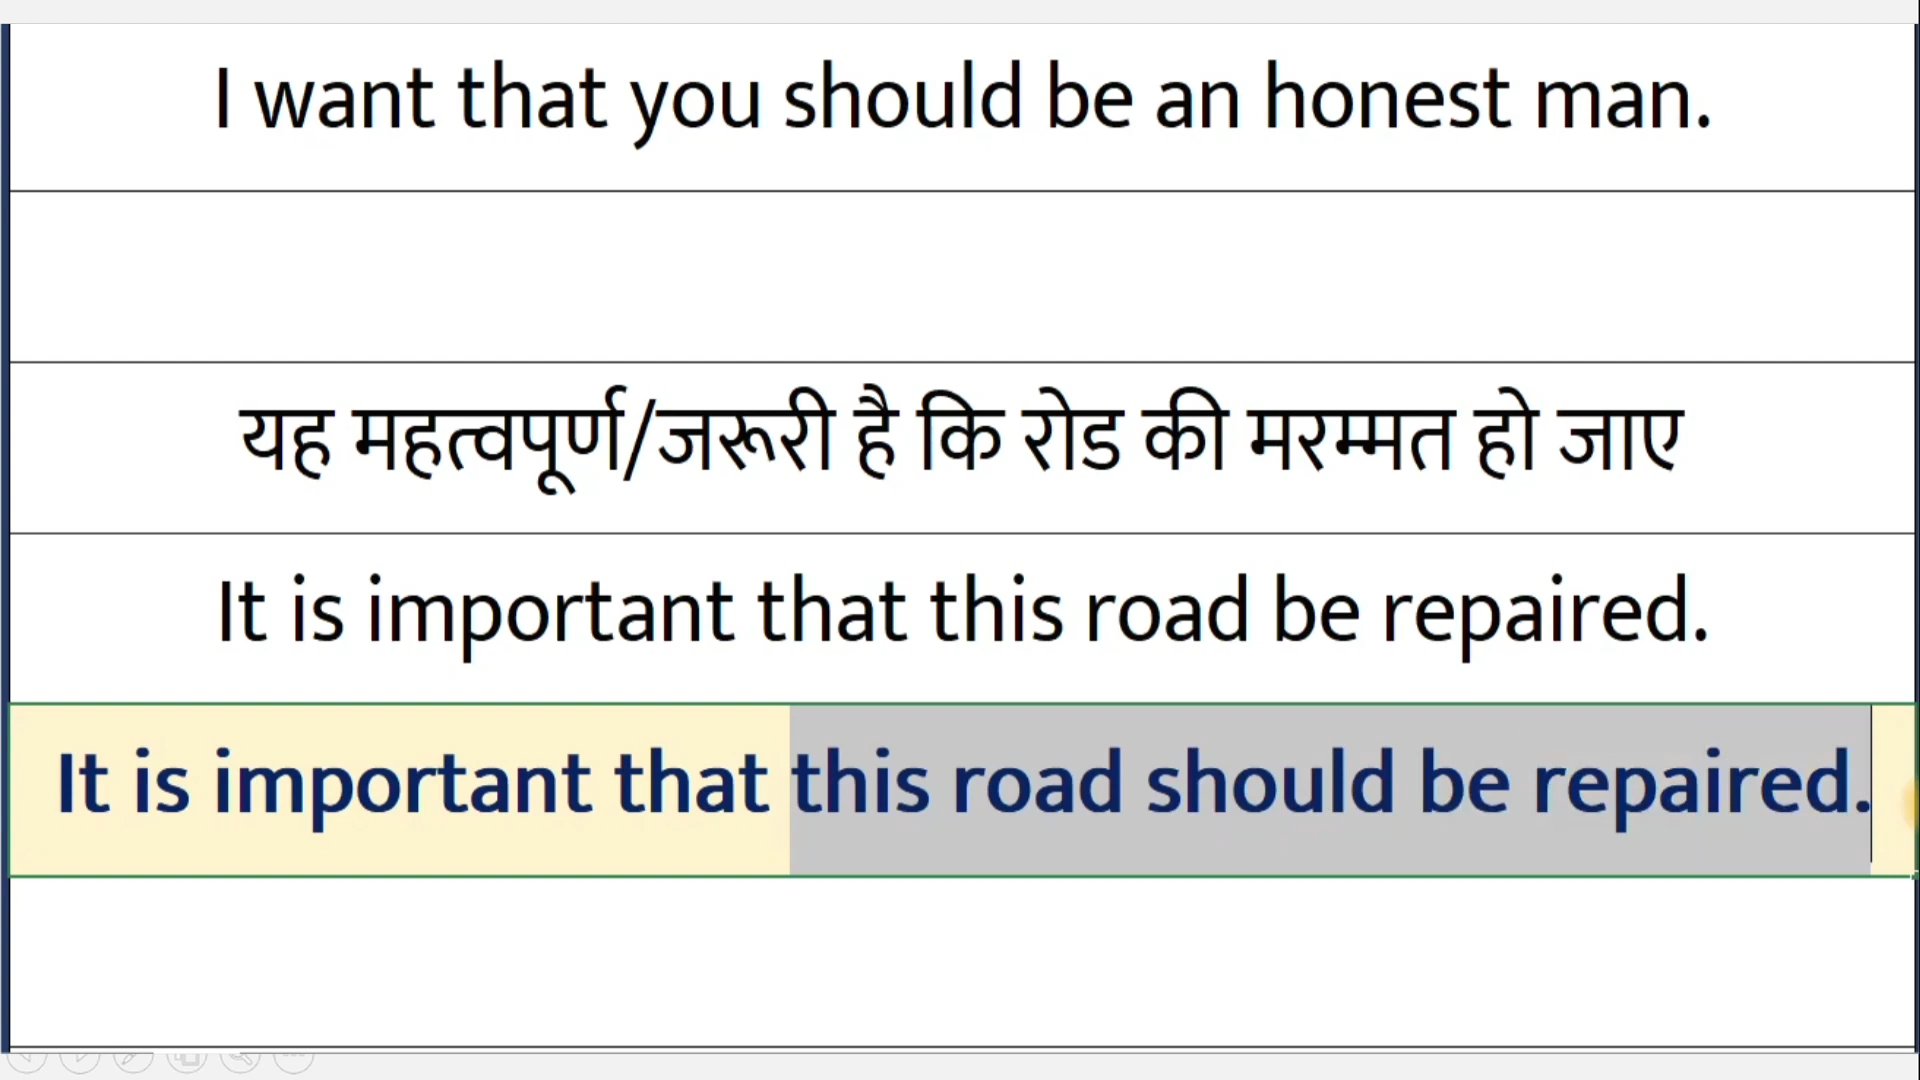 I want that you should be an honest man.
यह महत्वपूर्ण/जरूरी है कि रोड की मरम्मत हो जाए
It is important that this road be repaired.
It is important that this road should be repaired.